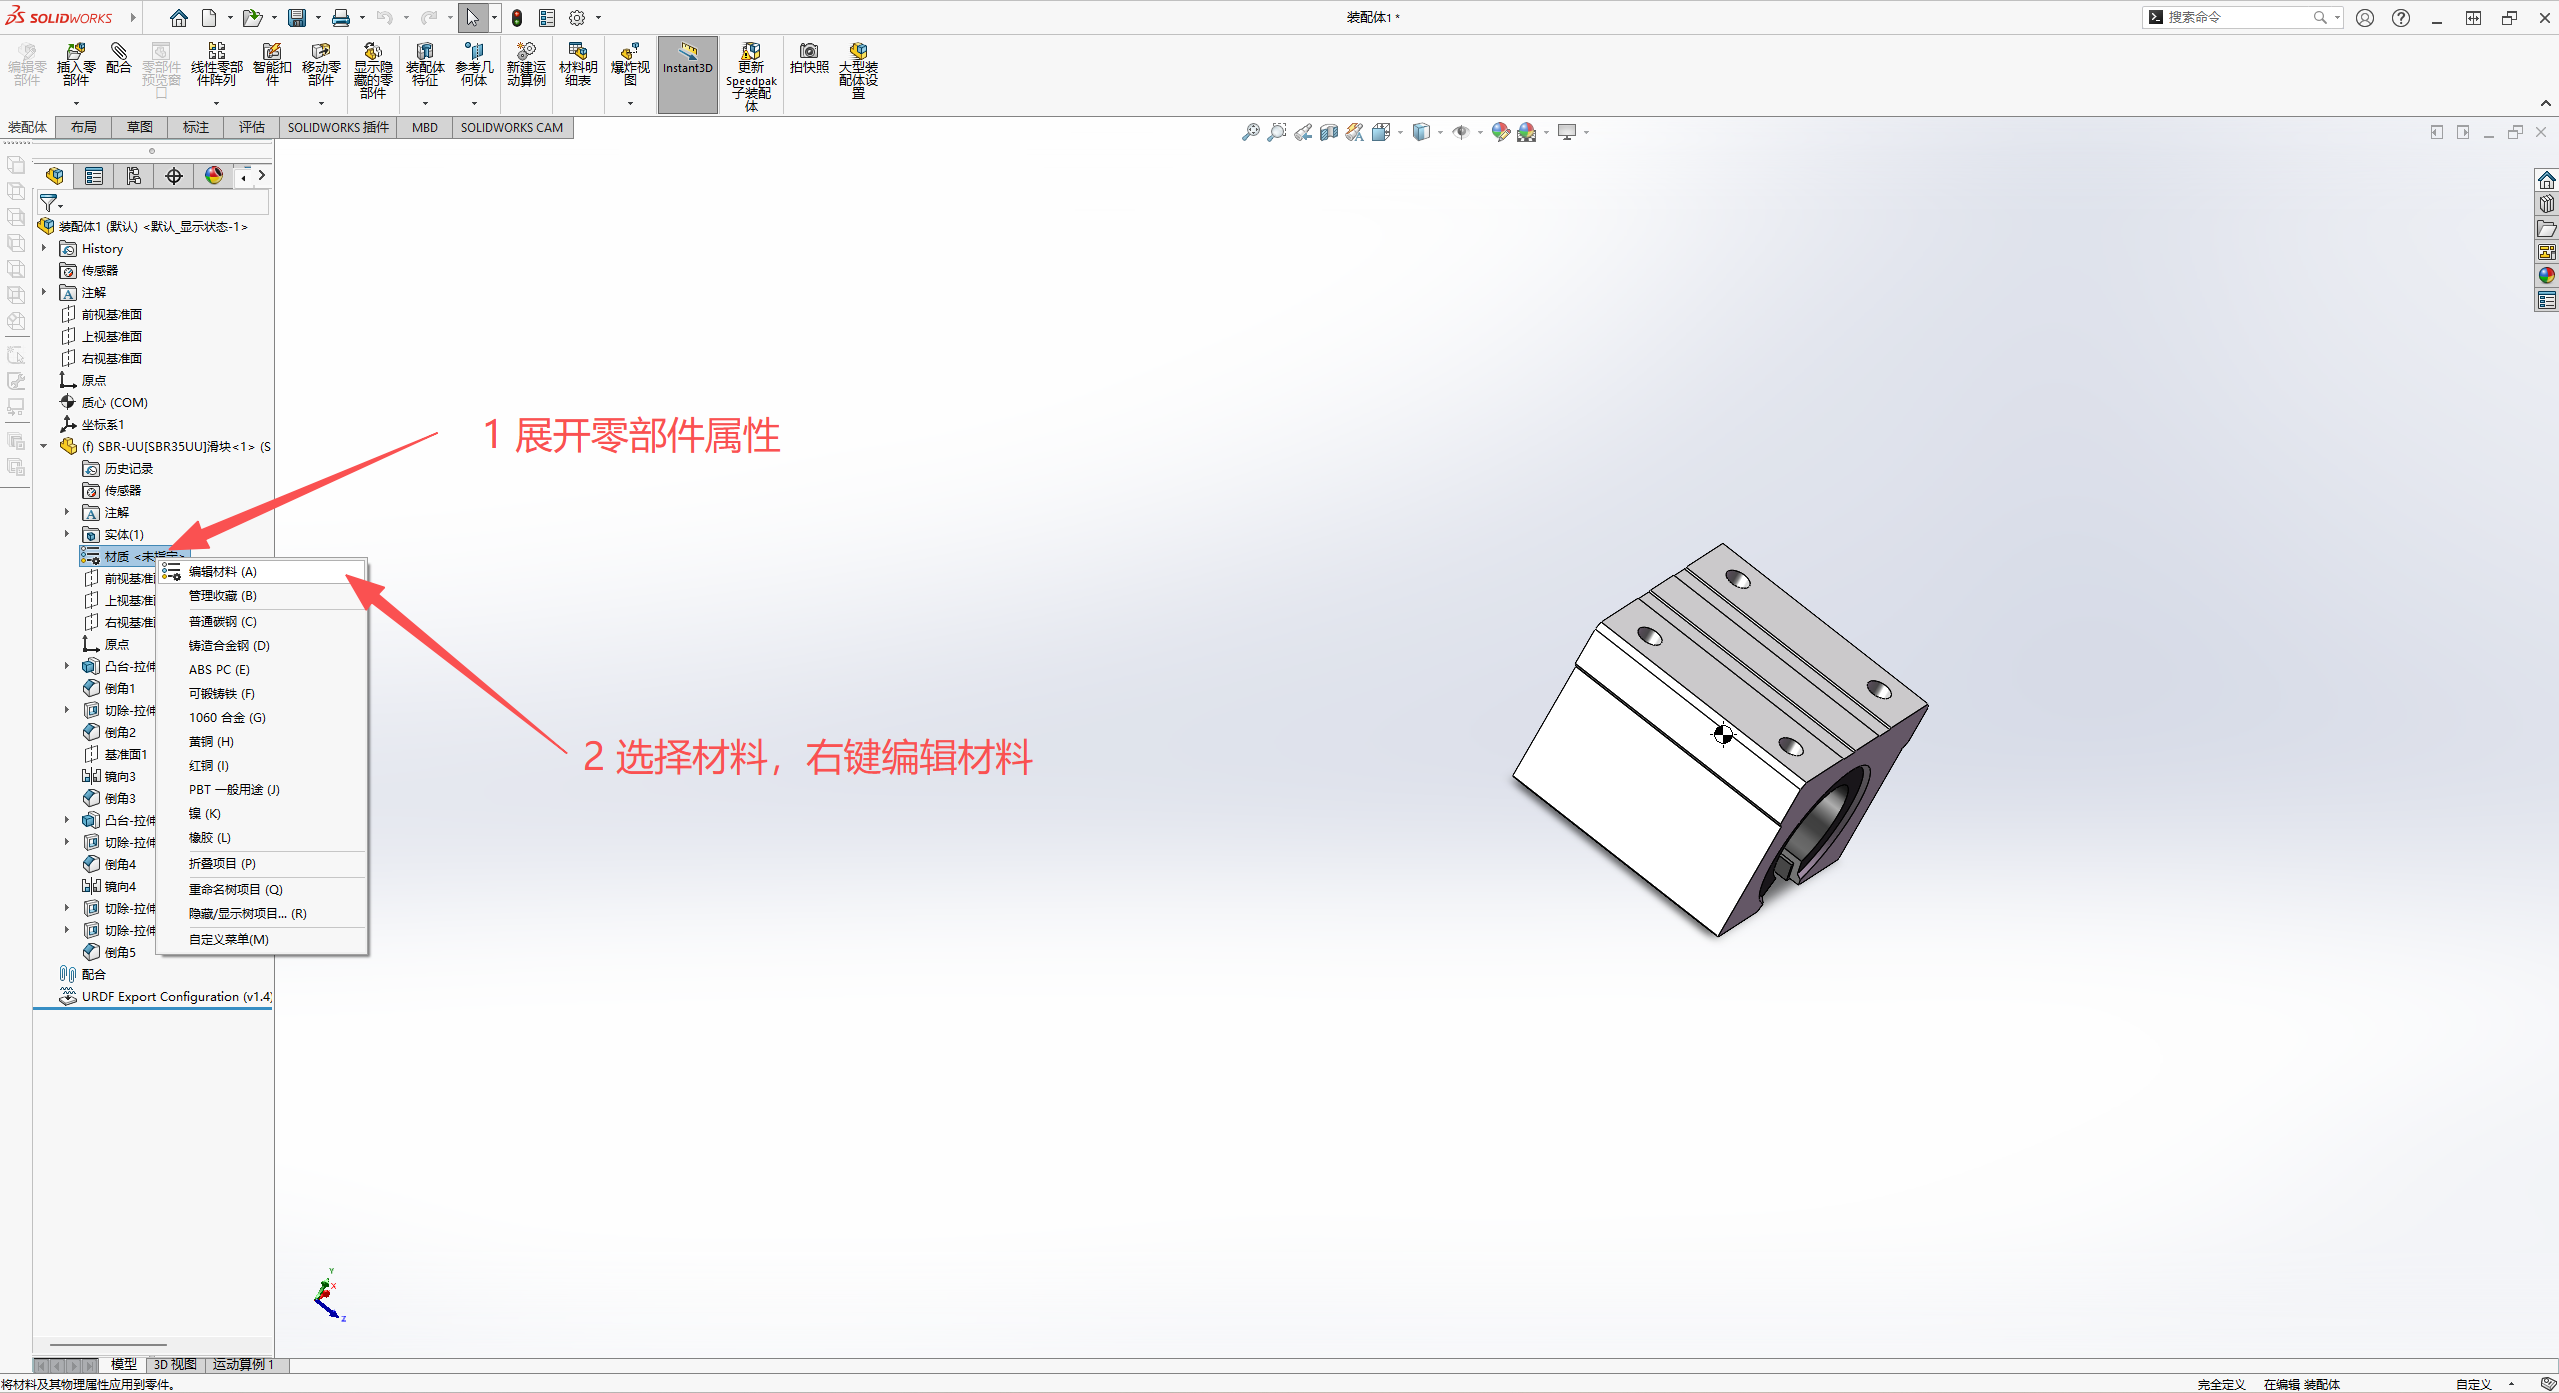 SOLIDWORKS
装配体1 *
搜索命令
编辑零部件
插入零部件
配合
零部件预览窗口
线性零部件阵列
智能扣件
移动零部件
显示隐藏的零部件
装配体特征
参考几何体
新建运动算例
材料明细表
爆炸视图
Instant3D
更新 Speedpak 子装配体
拍快照
大型装配体设置
装配体 布局 草图 标注 评估 SOLIDWORKS 插件 MBD SOLIDWORKS CAM
装配体1 (默认) <默认_显示状态-1>
History
传感器
注解
前视基准面
上视基准面
右视基准面
原点
质心 (COM)
坐标系1
(f) SBR-UU[SBR35UU]滑块<1> (S
历史记录
传感器
注解
实体(1)
材质 <未指定>
前视基准
上视基准
右视基准
原点
凸台-拉伸
倒角1
切除-拉伸
倒角2
基准面1
镜向3
倒角3
凸台-拉伸
切除-拉伸
倒角4
镜向4
切除-拉伸
切除-拉伸
倒角5
配合
URDF Export Configuration (v1.4)
编辑材料 (A)
管理收藏 (B)
普通碳钢 (C)
铸造合金钢 (D)
ABS PC (E)
可锻铸铁 (F)
1060 合金 (G)
黄铜 (H)
红铜 (I)
PBT 一般用途 (J)
镍 (K)
橡胶 (L)
折叠项目 (P)
重命名树项目 (Q)
隐藏/显示树项目... (R)
自定义菜单(M)
1 展开零部件属性
2 选择材料，右键编辑材料
Y
X
Z
模型 3D 视图 运动算例 1
将材料及其物理属性应用到零件。
完全定义 在编辑 装配体 自定义